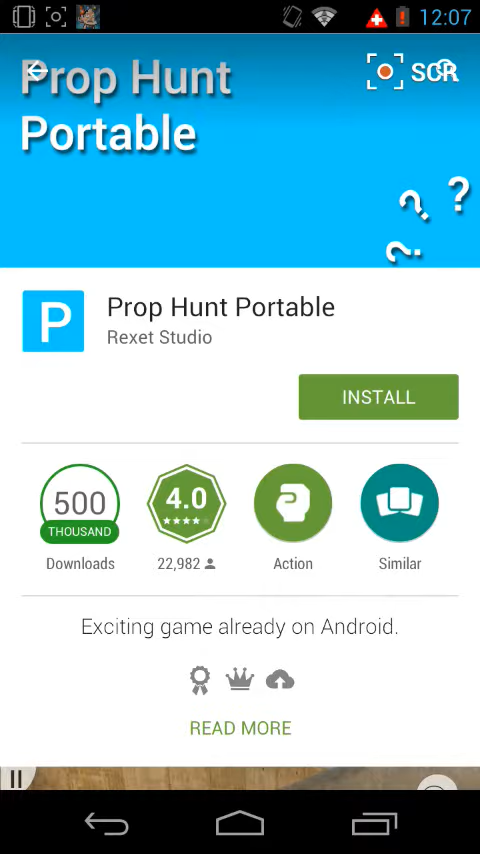 12:07
Prop Hunt
SCR
Portable
? ? ?
P
Prop Hunt Portable
Rexet Studio
INSTALL
500
THOUSAND
4.0
Downloads
22,982
Action
Similar
Exciting game already on Android.
READ MORE